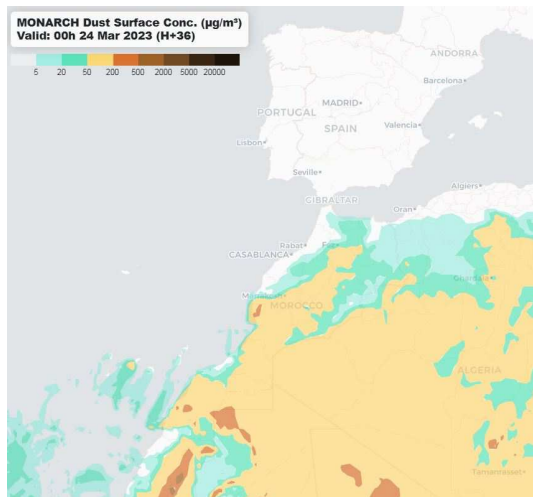 MONARCH Dust Surface Conc. (µg/m³)
Valid: 00h 24 Mar 2023 (H+36)
5 20 50 200 500 2000 5000 20000
ANDORRA
Barcelona
MADRID
PORTUGAL
SPAIN
Valencia
Lisbon
Seville
Algiers
GIBRALTAR
Oran
Rabat
CASABLANCA
MOROCCO
ALGERIA
Tamanrasset